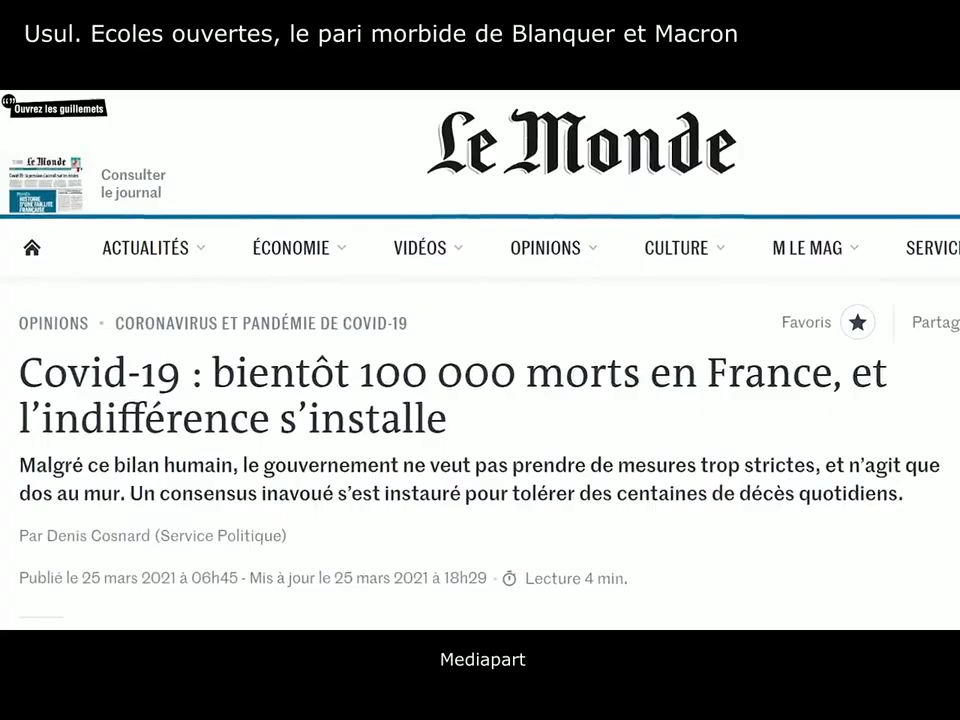 Usul. Ecoles ouvertes, le pari morbide de Blanquer et Macron
Ouvrez les guillemets
Le Monde
Le Monde
Consulter
le journal
ACTUALITÉS
ÉCONOMIE
VIDÉOS
OPINIONS
CULTURE
M LE MAG
SERVIC
OPINIONS • CORONAVIRUS ET PANDÉMIE DE COVID-19
Favoris
Partag
Covid-19 : bientôt 100 000 morts en France, et
l’indifférence s’installe
Malgré ce bilan humain, le gouvernement ne veut pas prendre de mesures trop strictes, et n’agit que
dos au mur. Un consensus inavoué s’est instauré pour tolérer des centaines de décès quotidiens.
Par Denis Cosnard (Service Politique)
Publié le 25 mars 2021 à 06h45 - Mis à jour le 25 mars 2021 à 18h29 • Lecture 4 min.
Mediapart